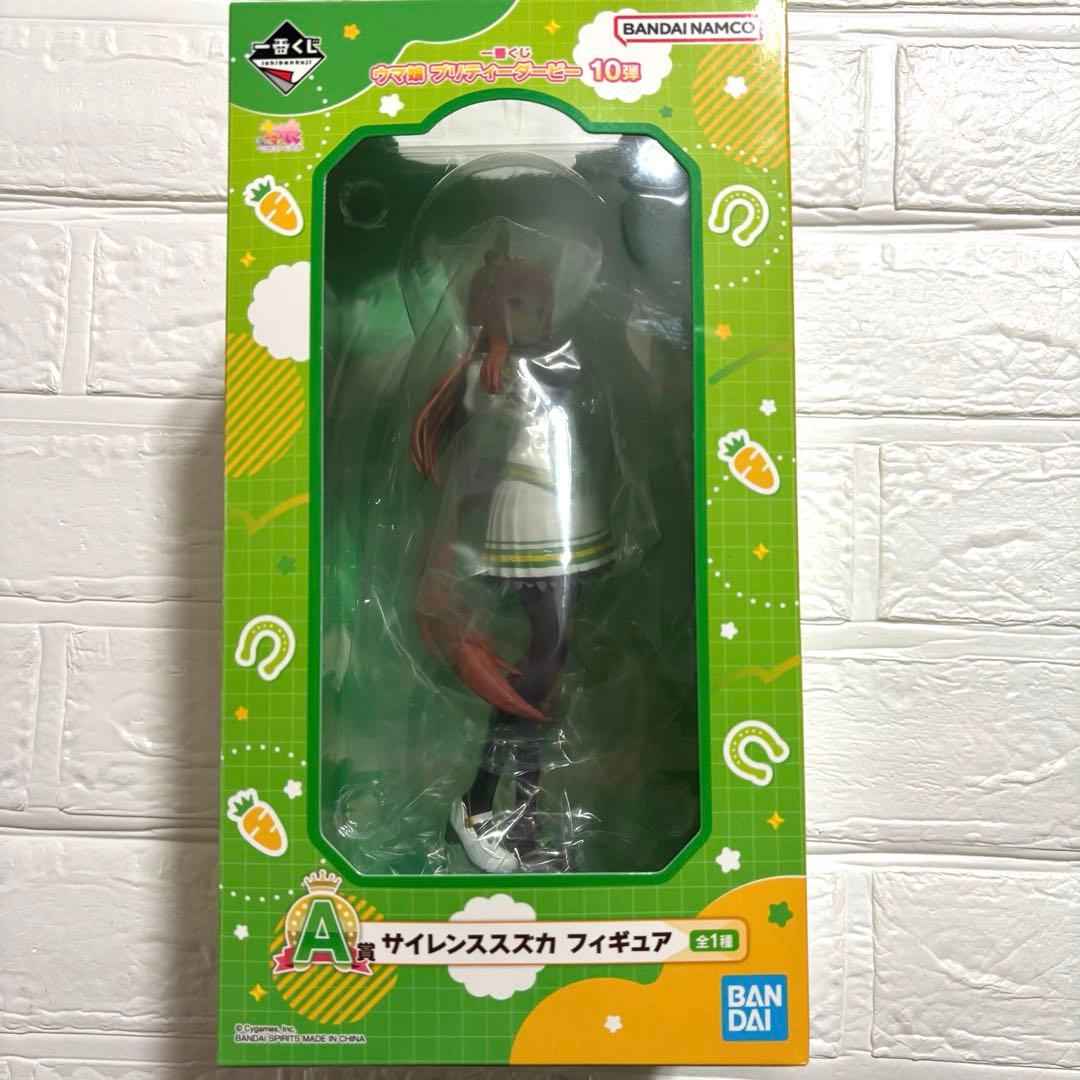 一番くじ
ichibankuji
BANDAI NAMCO
一番くじ
ウマ娘 プリティーダービー 10弾
A賞 サイレンススズカ フィギュア 全1種
© Cygames, Inc.
BANDAI SPIRITS MADE IN CHINA
BAN
DAI